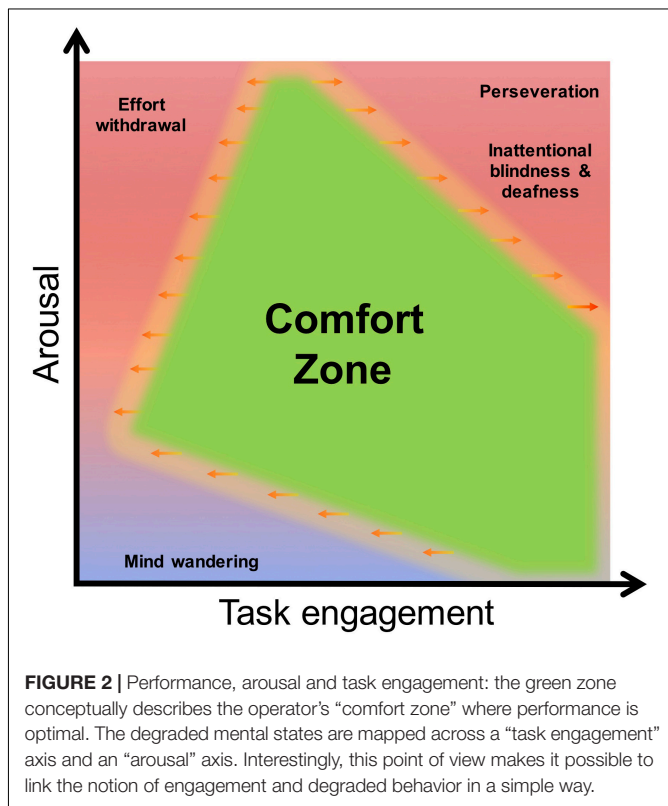 Effort
withdrawal
Perseveration
Inattentional
blindness &
deafness
Arousal
Comfort
Zone
Mind wandering
Task engagement
FIGURE 2 | Performance, arousal and task engagement: the green zone
conceptually describes the operator’s “comfort zone” where performance is
optimal. The degraded mental states are mapped across a “task engagement”
axis and an “arousal” axis. Interestingly, this point of view makes it possible to
link the notion of engagement and degraded behavior in a simple way.